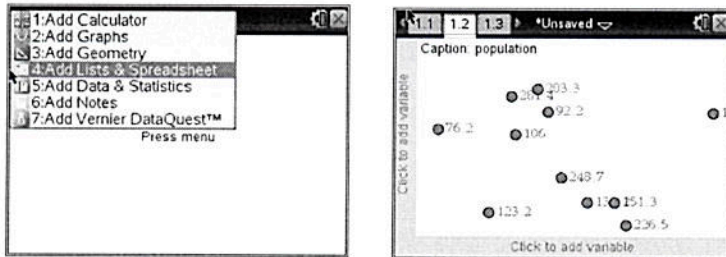 1:Add Calculator
2:Add Graphs
3:Add Geometry
4:Add Lists & Spreadsheet
5:Add Data & Statistics
6:Add Notes
7:Add Vernier DataQuest™
Press menu
1.1 1.2 1.3 *Unsaved
Caption: population
203.3
92.2
76.2
106
248.7
151.3
123.2
226.5
Click to add variable
Click to add variable